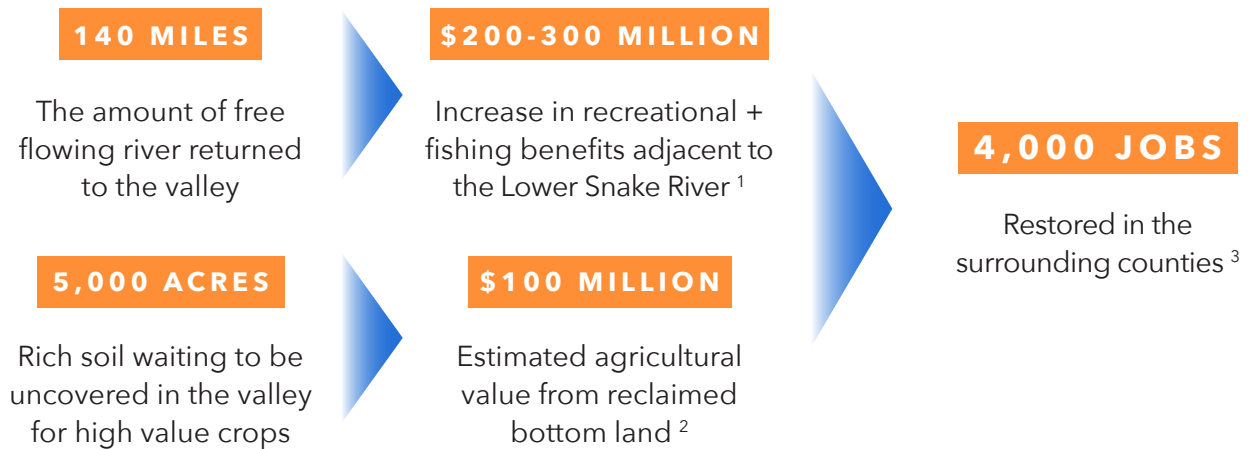 140 MILES
The amount of free
flowing river returned
to the valley
$200-300 MILLION
Increase in recreational +
fishing benefits adjacent to
the Lower Snake River ¹
5,000 ACRES
Rich soil waiting to be
uncovered in the valley
for high value crops
$100 MILLION
Estimated agricultural
value from reclaimed
bottom land ²
4,000 JOBS
Restored in the
surrounding counties ³